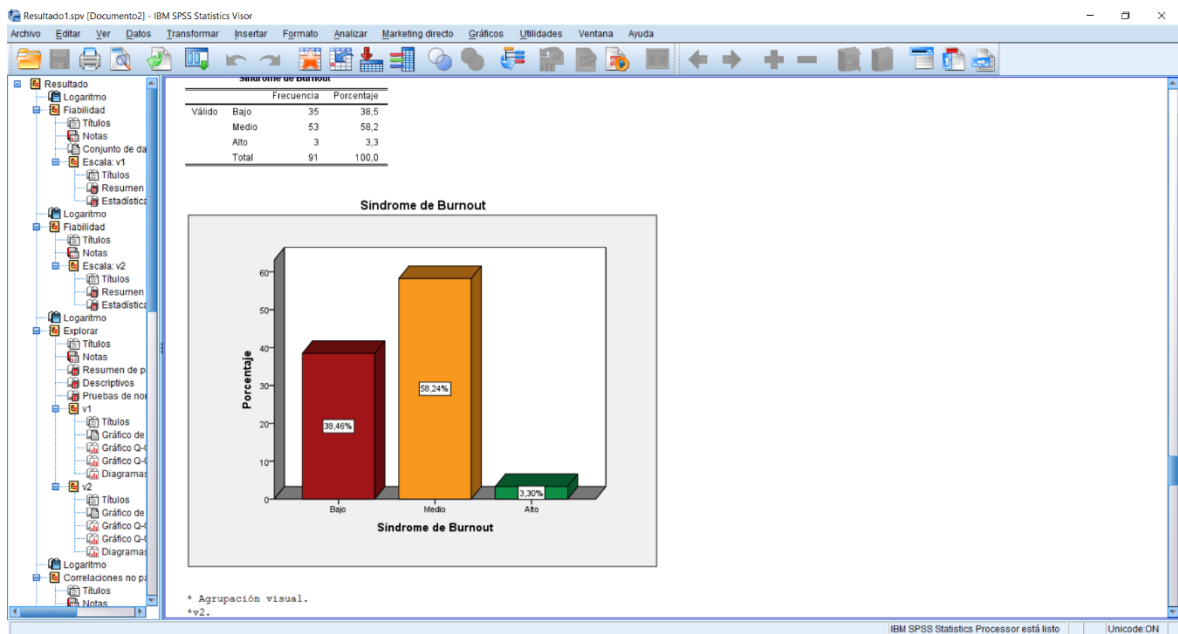 Resultado1.spv [Documento2] - IBM SPSS Statistics Visor
Archivo Editar Ver Datos Transformar Insertar Formato Analizar Marketing directo Gráficos Utilidades Ventana Ayuda
Resultado
Logaritmo
Fiabilidad
Títulos
Notas
Conjunto de da
Escala: v1
Títulos
Resumen
Estadística
Logaritmo
Fiabilidad
Títulos
Notas
Escala: v2
Títulos
Resumen
Estadística
Logaritmo
Explorar
Títulos
Notas
Resumen de p
Descriptivos
Pruebas de nor
v1
Títulos
Gráfico de
Gráfico Q-
Gráfico Q-
Diagramas
v2
Títulos
Gráfico de
Gráfico Q-
Gráfico Q-
Diagramas
Logaritmo
Correlaciones no pa
Títulos
Notas
Sindrome de Burnout
Frecuencia Porcentaje
Válido Bajo 35 38,5
Medio 53 58,2
Alto 3 3,3
Total 91 100,0
Sindrome de Burnout
Porcentaje
60
50
40
30
20
10
0
38,46%
58,24%
3,30%
Bajo Medio Alto
Sindrome de Burnout
* Agrupación visual.
*v2.
IBM SPSS Statistics Processor está listo Unicode:ON